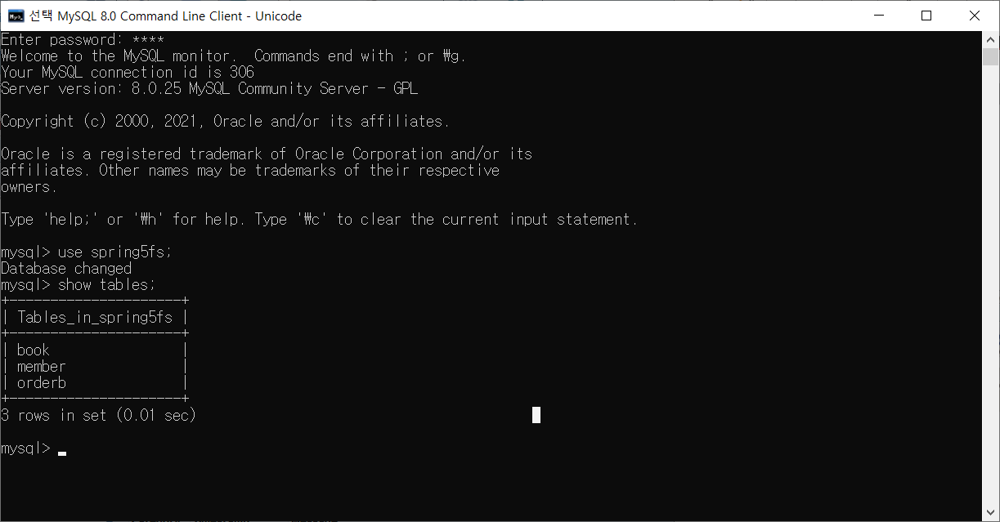 선택 MySQL 8.0 Command Line Client - Unicode
Enter password: ****
Welcome to the MySQL monitor.  Commands end with ; or ₩g.
Your MySQL connection id is 306
Server version: 8.0.25 MySQL Community Server - GPL
Copyright (c) 2000, 2021, Oracle and/or its affiliates.
Oracle is a registered trademark of Oracle Corporation and/or its
affiliates. Other names may be trademarks of their respective
owners.
Type 'help;' or '₩h' for help. Type '₩c' to clear the current input statement.
mysql> use spring5fs;
Database changed
mysql> show tables;
+---------------------+
| Tables_in_spring5fs |
+---------------------+
| book                |
| member              |
| orderb              |
+---------------------+
3 rows in set (0.01 sec)
mysql>